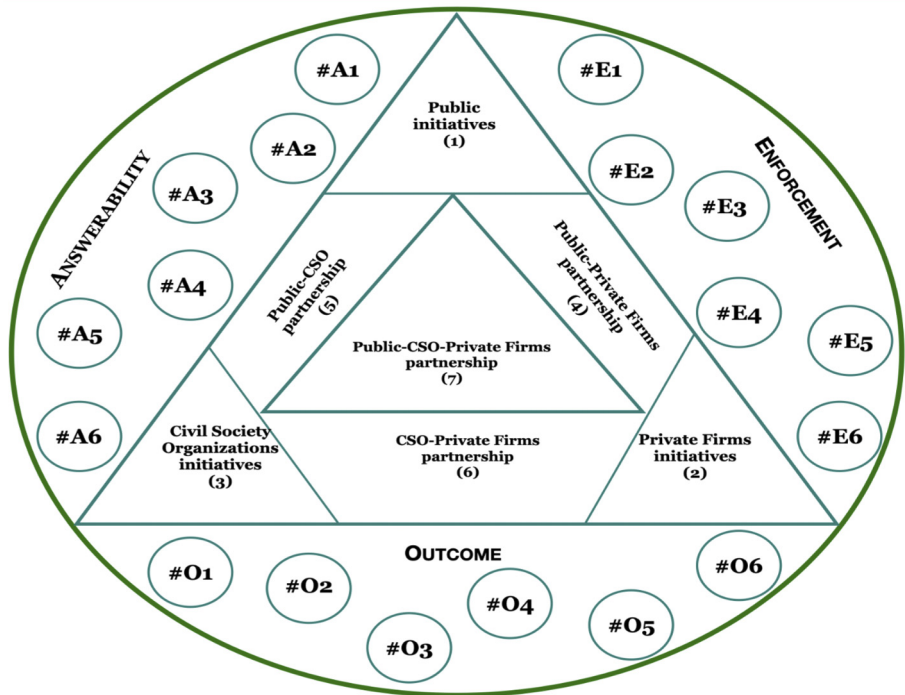 #A1
#E1
Public
initiatives
(1)
#A2
#E2
ANSWERABILITY
ENFORCEMENT
#A3
#E3
#A4
#E4
#A5
#E5
#A6
#E6
Public-CSO
partnership
(5)
Public-Private Firms
partnership
(4)
Public-CSO-Private Firms
partnership
(7)
Civil Society
Organizations
initiatives
(3)
CSO-Private Firms
partnership
(6)
Private Firms
initiatives
(2)
OUTCOME
#O1
#O2
#O3
#O4
#O5
#O6